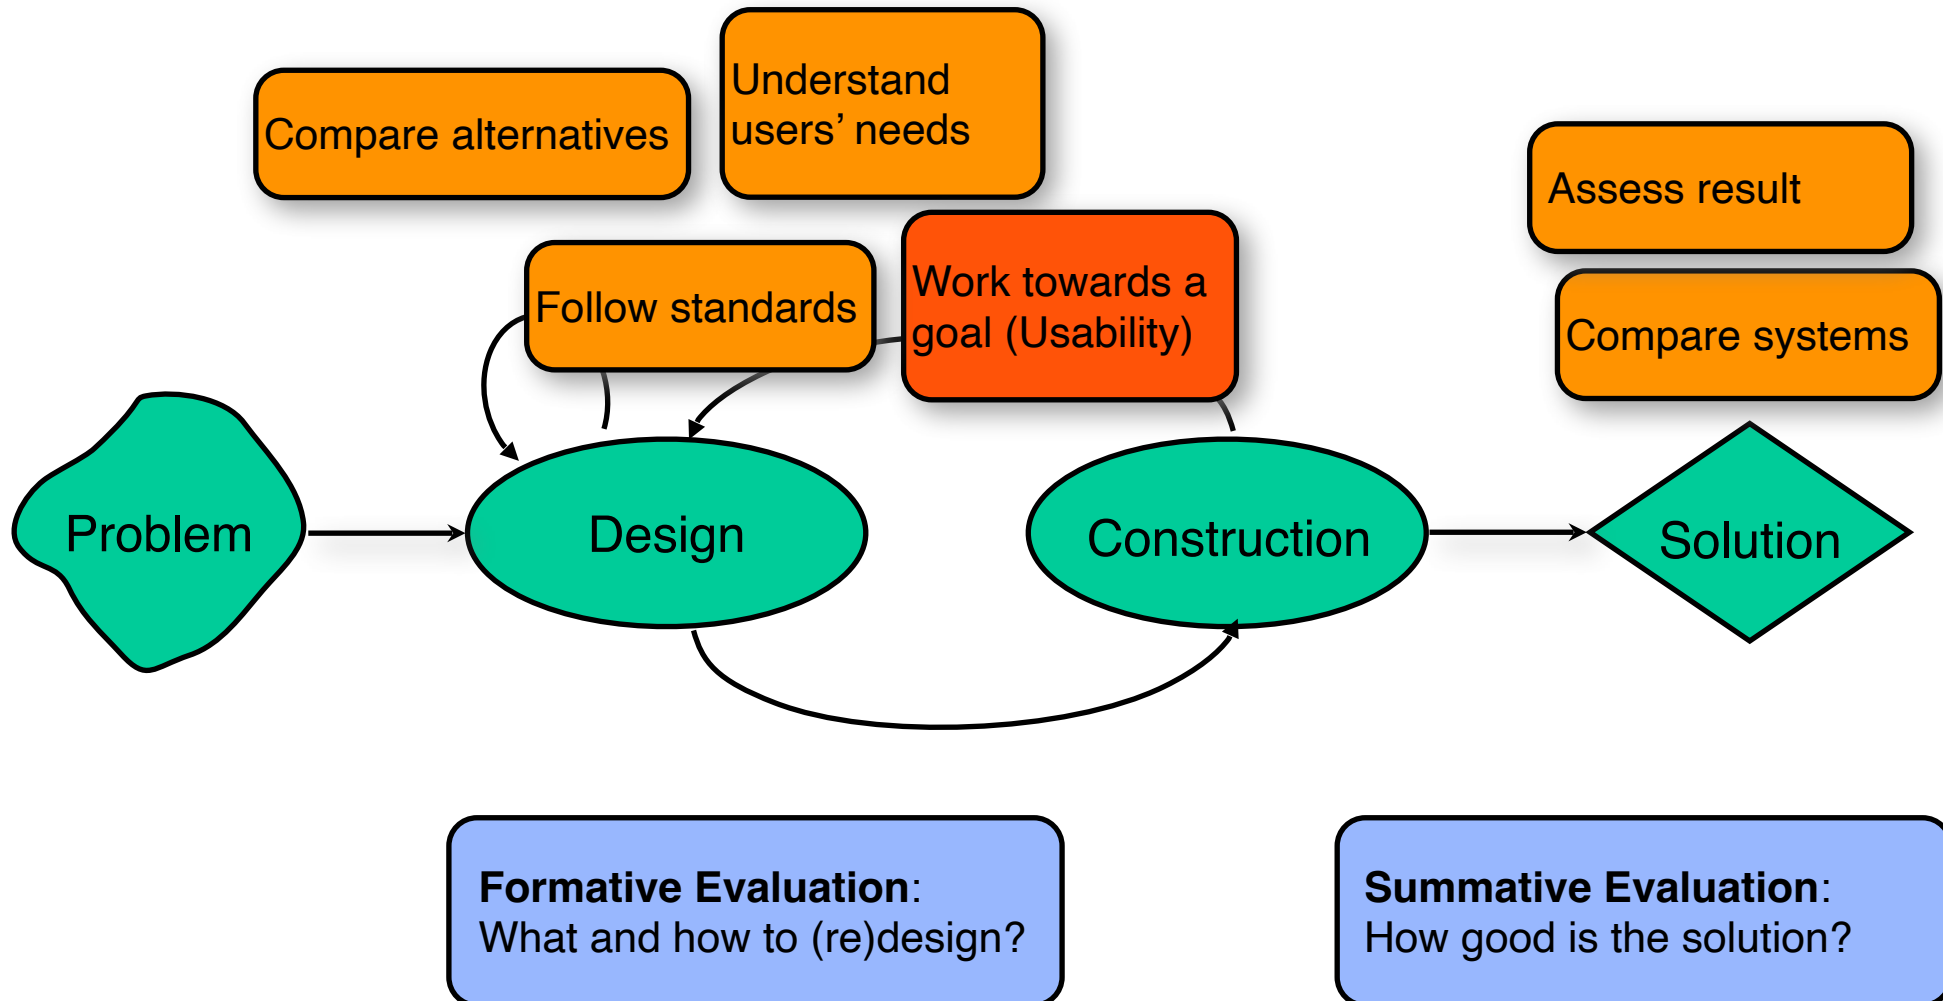 Understand
users’ needs
Compare alternatives
Assess result
Work towards a
goal (Usability)
Follow standards
Compare systems
Problem
Design
Construction
Solution
Formative Evaluation:
What and how to (re)design?
Summative Evaluation:
How good is the solution?